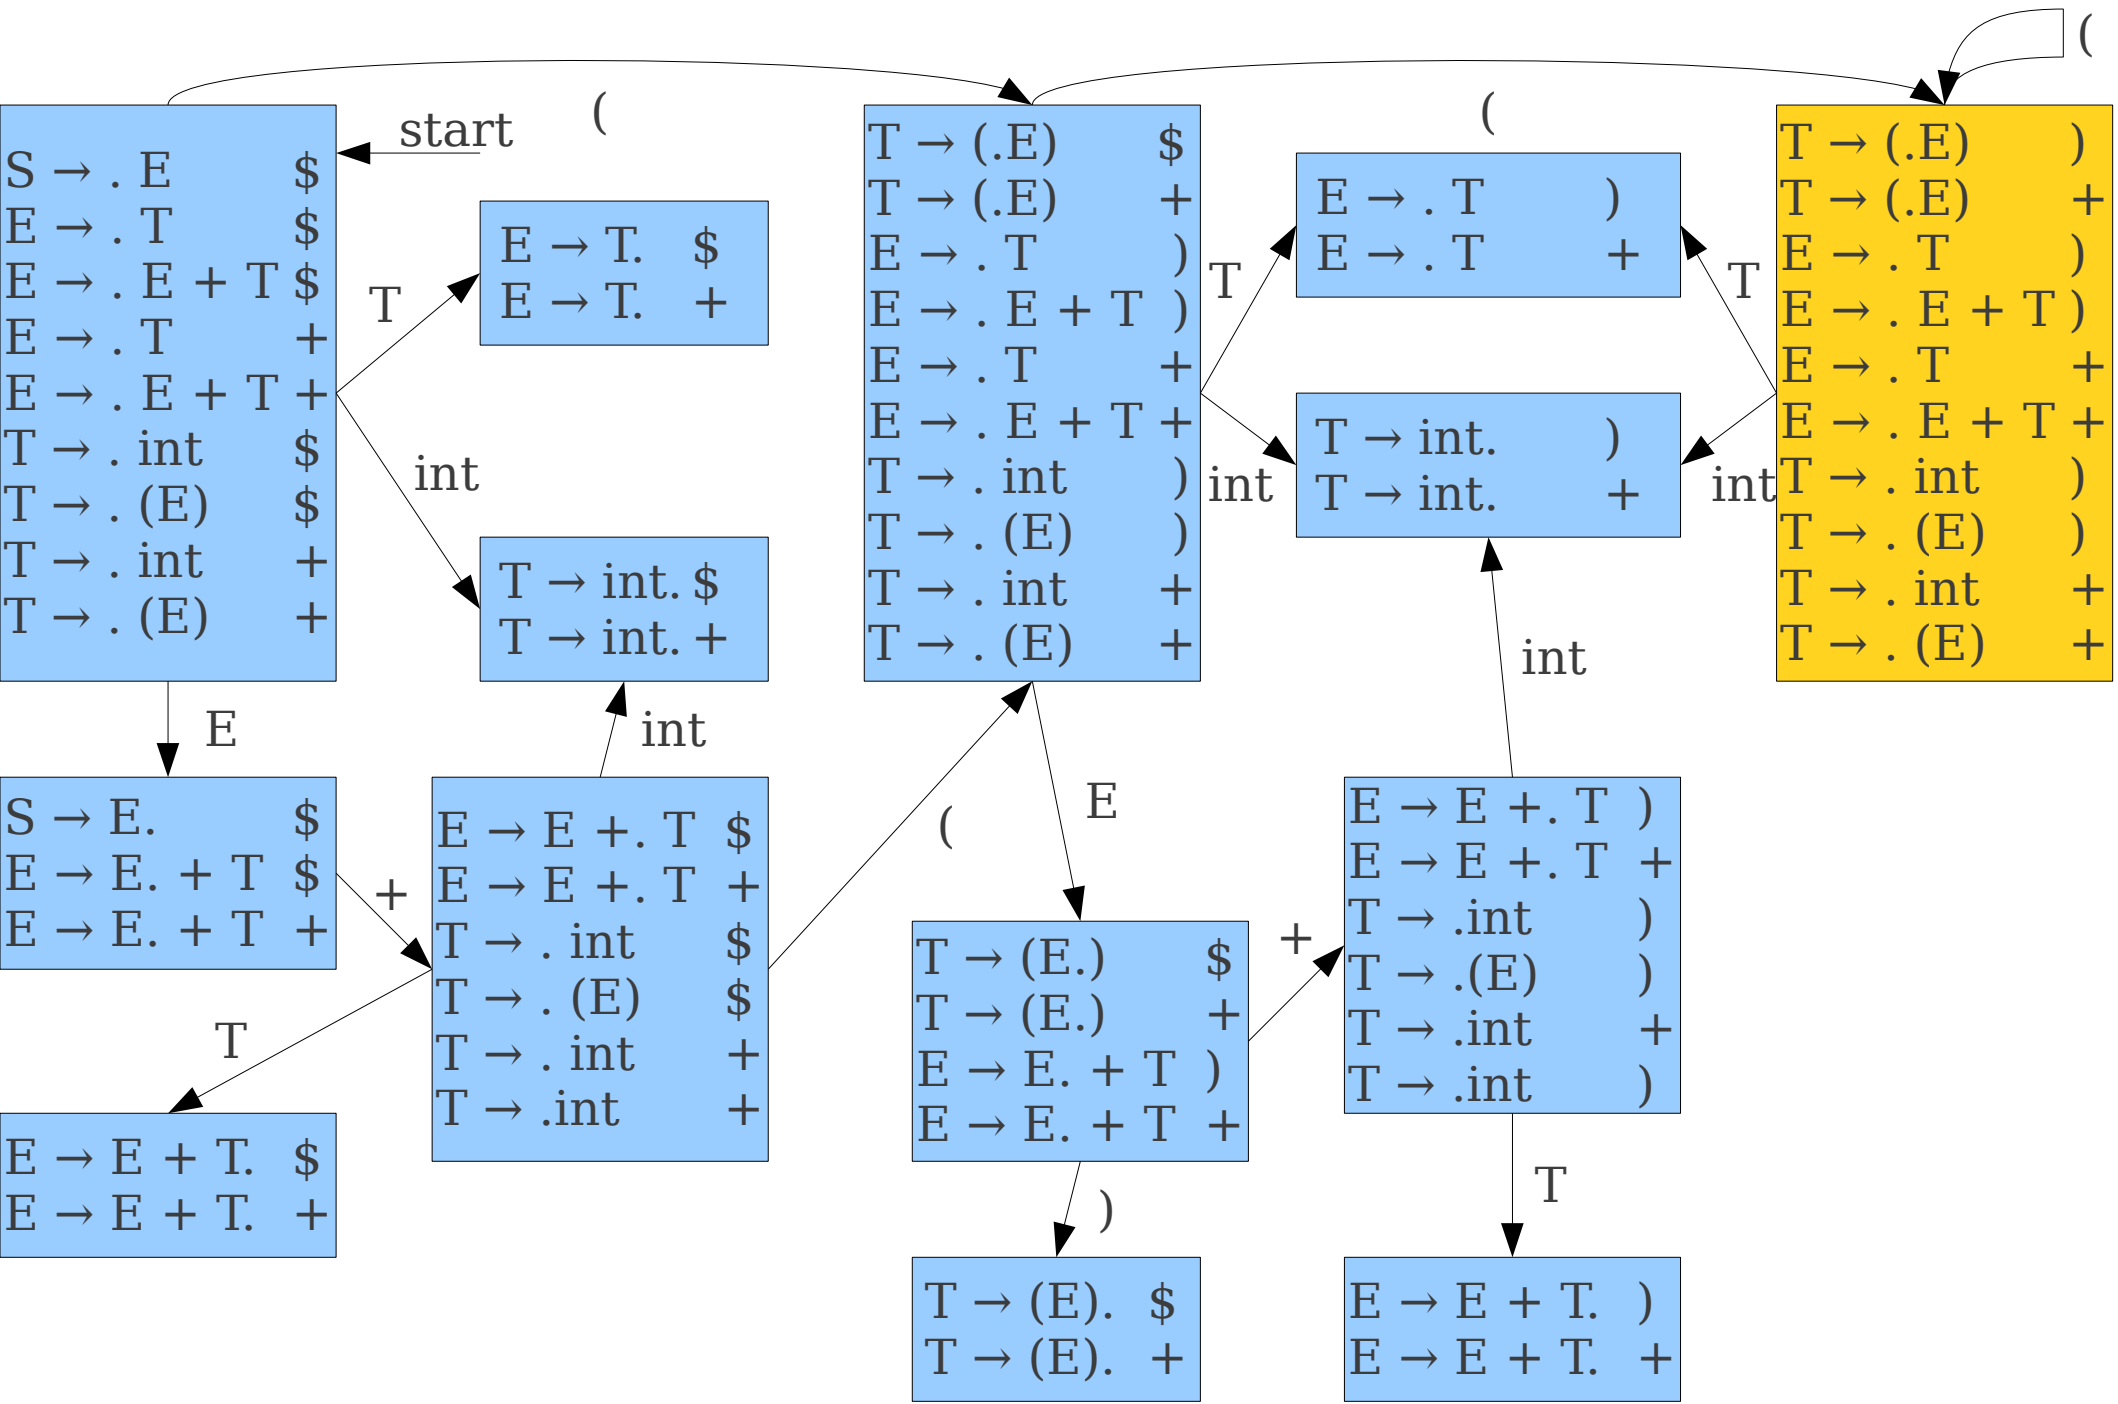 (
(
(
start
S → . E $
E → . T $
E → . E + T $
E → . T +
E → . E + T +
T → . int $
T → . (E) $
T → . int +
T → . (E) +
T
E → T. $
E → T. +
int
T → int. $
T → int. +
T → (.E) $
T → (.E) +
E → . T )
E → . E + T )
E → . T +
E → . E + T +
T → . int )
T → . (E) )
T → . int +
T → . (E) +
T
E → . T )
E → . T +
T
int
T → int. )
T → int. +
int
T → (.E) )
T → (.E) +
E → . T )
E → . E + T )
E → . T +
E → . E + T +
T → . int )
T → . (E) )
T → . int +
T → . (E) +
E
int
int
S → E. $
E → E. + T $
E → E. + T +
+
E → E +. T $
E → E +. T +
T → . int $
T → . (E) $
T → . int +
T → .int +
(
E
T
E → E + T. $
E → E + T. +
T → (E.) $
T → (E.) +
E → E. + T )
E → E. + T +
+
E → E +. T )
E → E +. T +
T → .int )
T → .(E) )
T → .int +
T → .int )
)
T
T → (E). $
T → (E). +
E → E + T. )
E → E + T. +